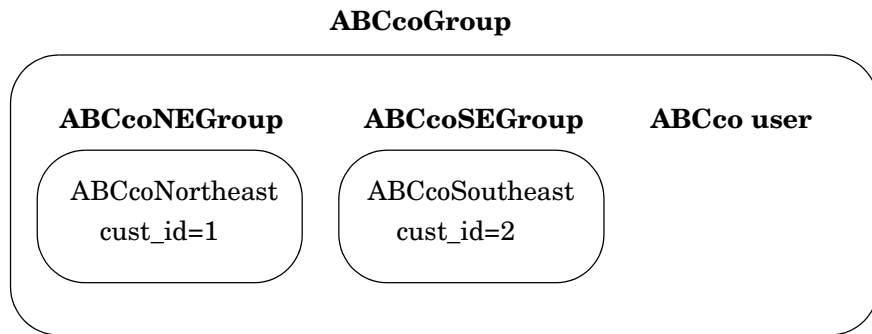 ABCcoGroup
ABCcoNEGroup ABCcoSEGroup ABCco user
ABCcoNortheast ABCcoSoutheast
cust_id=1 cust_id=2